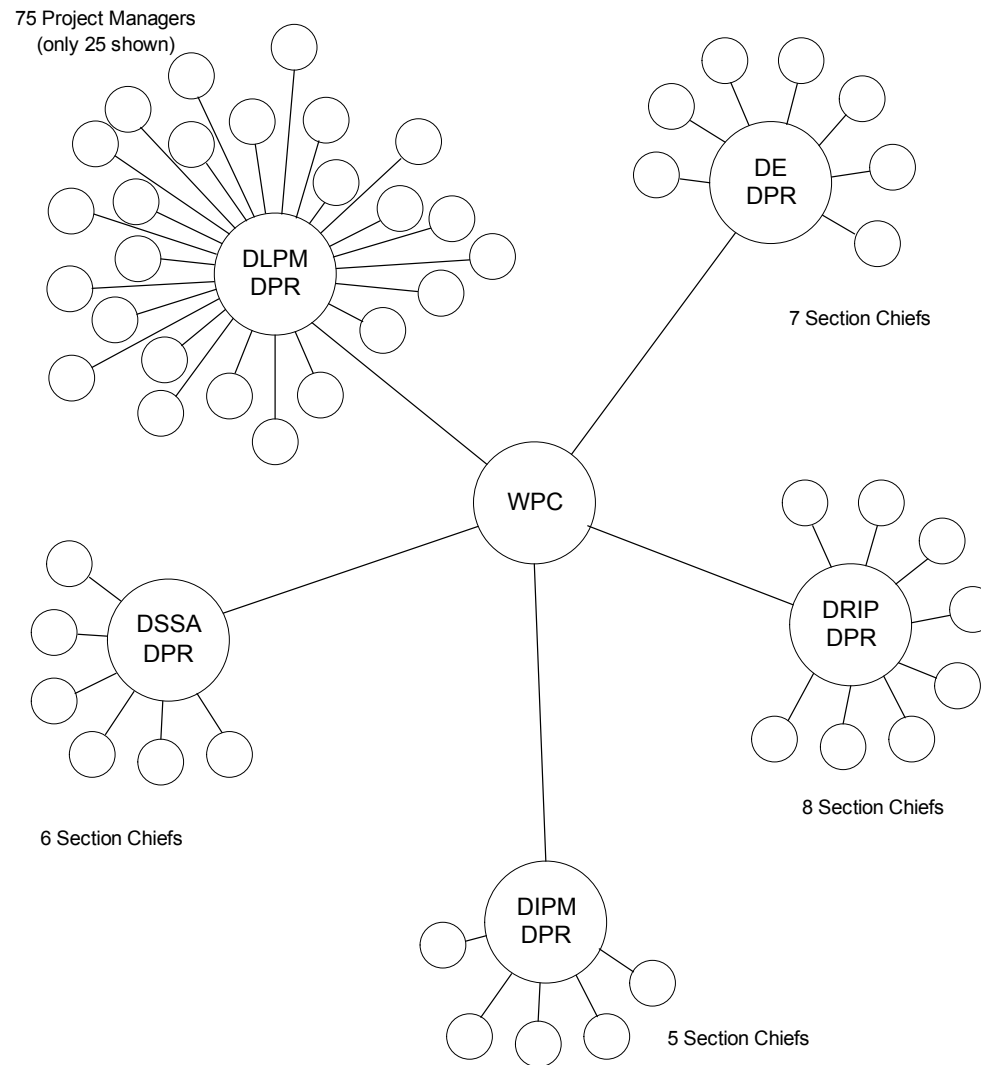 75 Project Managers
(only 25 shown)
DE
DPR
DLPM
DPR
7 Section Chiefs
WPC
DSSA
DPR
DRIP
DPR
8 Section Chiefs
6 Section Chiefs
DIPM
DPR
5 Section Chiefs